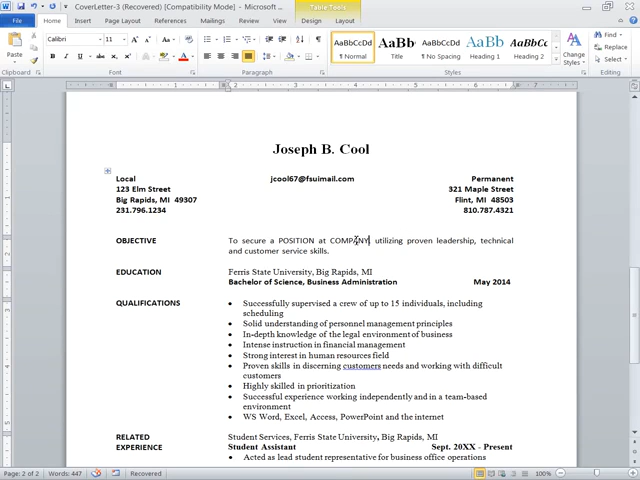 CoverLetter-3 (Recovered) [Compatibility Mode] - Microsoft ...
Table Tools
File Home Insert Page Layout References Mailings Review View Design Layout
Calibri 11
Paste
Find
Replace
Select
AaBbCcDd AaBb AaBbCcDd AaBbCc AaBbCc
¶ Normal Title ¶ No Spacing Heading 1 Heading 2
Change Styles
Clipboard Font Paragraph Styles Editing
Joseph B. Cool
Local jcool67@fsuimail.com Permanent
123 Elm Street 321 Maple Street
Big Rapids, MI 49307 Flint, MI 48503
231.796.1234 810.787.4321
OBJECTIVE To secure a POSITION at COMPANY utilizing proven leadership, technical
and customer service skills.
EDUCATION Ferris State University, Big Rapids, MI
Bachelor of Science, Business Administration May 2014
QUALIFICATIONS • Successfully supervised a crew of up to 15 individuals, including
scheduling
• Solid understanding of personnel management principles
• In-depth knowledge of the legal environment of business
• Intense instruction in financial management
• Strong interest in human resources field
• Proven skills in discerning customers needs and working with difficult
customers
• Highly skilled in prioritization
• Successful experience working independently and in a team-based
environment
• WS Word, Excel, Access, PowerPoint and the internet
RELATED Student Services, Ferris State University, Big Rapids, MI
EXPERIENCE Student Assistant Sept. 20XX - Present
• Acted as lead student representative for business office operations
Page: 2 of 2 Words: 447 Recovered 100%